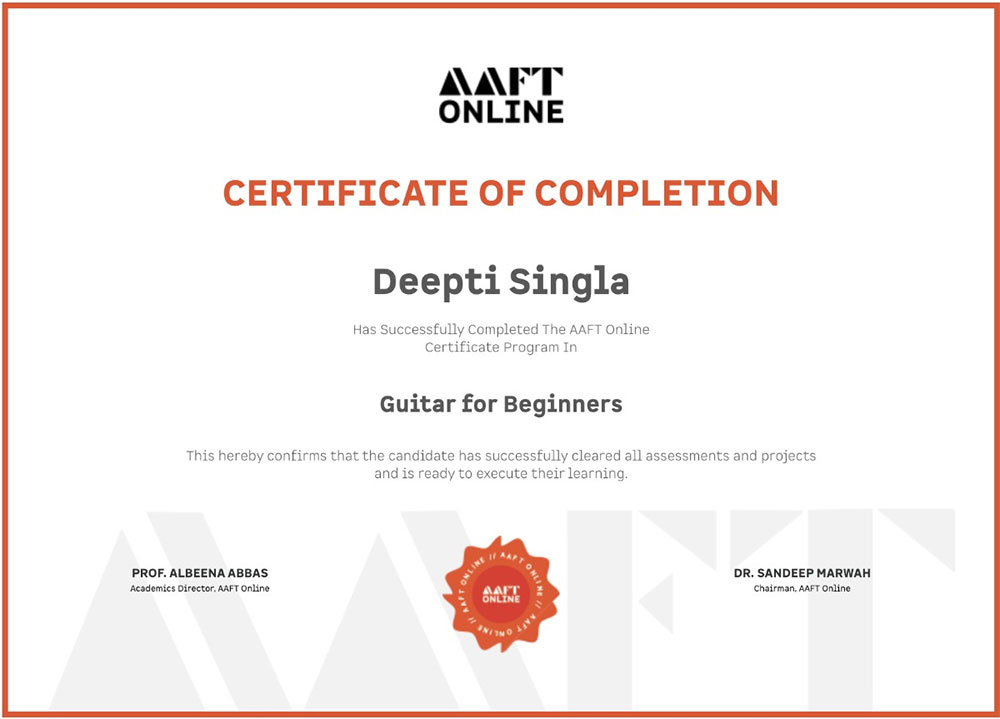 AAFT
ONLINE
CERTIFICATE OF COMPLETION
Deepti Singla
Has Successfully Completed The AAFT Online
Certificate Program In
Guitar for Beginners
This hereby confirms that the candidate has successfully cleared all assessments and projects
and is ready to execute their learning.
PROF. ALBEENA ABBAS
Academics Director, AAFT Online
AAFT ONLINE // AAFT ONLINE // AAFT ONLINE //
AAFT
ONLINE
DR. SANDEEP MARWAH
Chairman, AAFT Online
AAFT